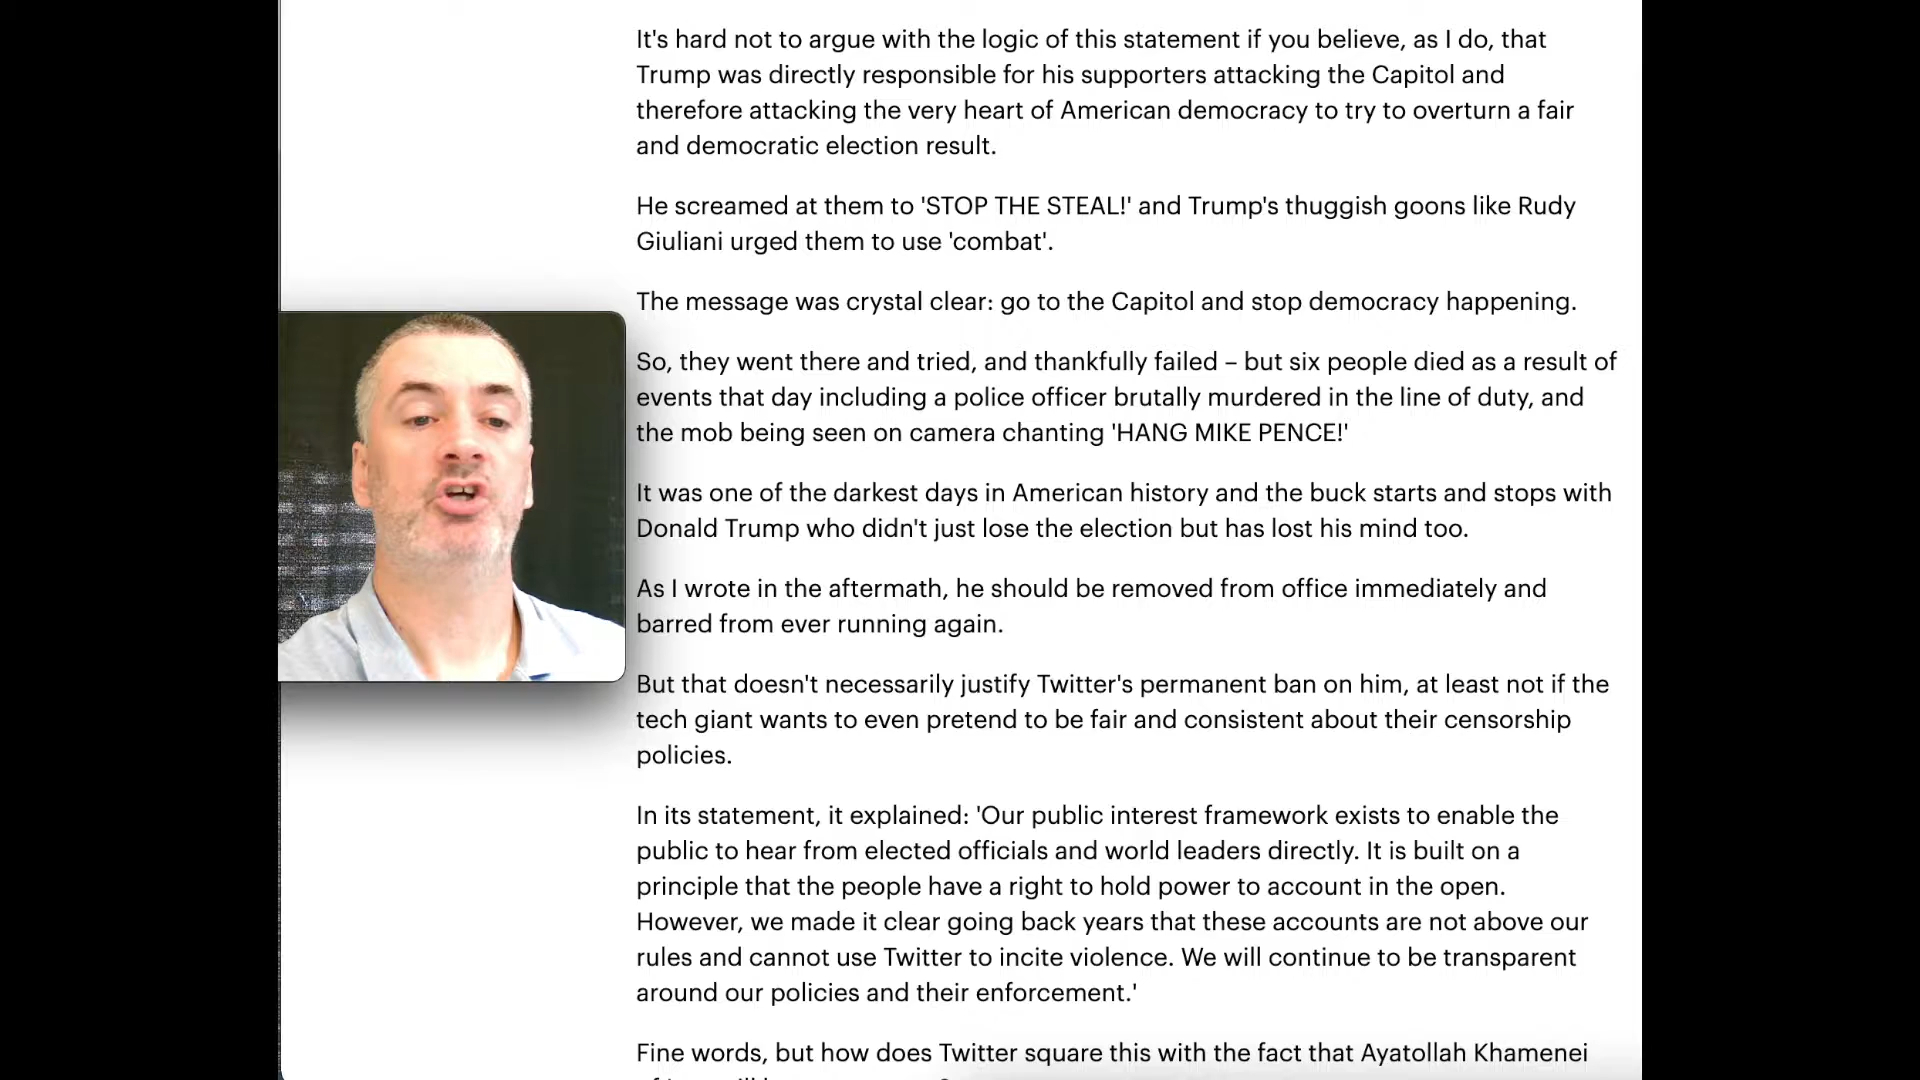 It's hard not to argue with the logic of this statement if you believe, as I do, that
Trump was directly responsible for his supporters attacking the Capitol and
therefore attacking the very heart of American democracy to try to overturn a fair
and democratic election result.
He screamed at them to 'STOP THE STEAL!' and Trump's thuggish goons like Rudy
Giuliani urged them to use 'combat'.
The message was crystal clear: go to the Capitol and stop democracy happening.
So, they went there and tried, and thankfully failed – but six people died as a result of
events that day including a police officer brutally murdered in the line of duty, and
the mob being seen on camera chanting 'HANG MIKE PENCE!'
It was one of the darkest days in American history and the buck starts and stops with
Donald Trump who didn't just lose the election but has lost his mind too.
As I wrote in the aftermath, he should be removed from office immediately and
barred from ever running again.
But that doesn't necessarily justify Twitter's permanent ban on him, at least not if the
tech giant wants to even pretend to be fair and consistent about their censorship
policies.
In its statement, it explained: 'Our public interest framework exists to enable the
public to hear from elected officials and world leaders directly. It is built on a
principle that the people have a right to hold power to account in the open.
However, we made it clear going back years that these accounts are not above our
rules and cannot use Twitter to incite violence. We will continue to be transparent
around our policies and their enforcement.'
Fine words, but how does Twitter square this with the fact that Ayatollah Khamenei